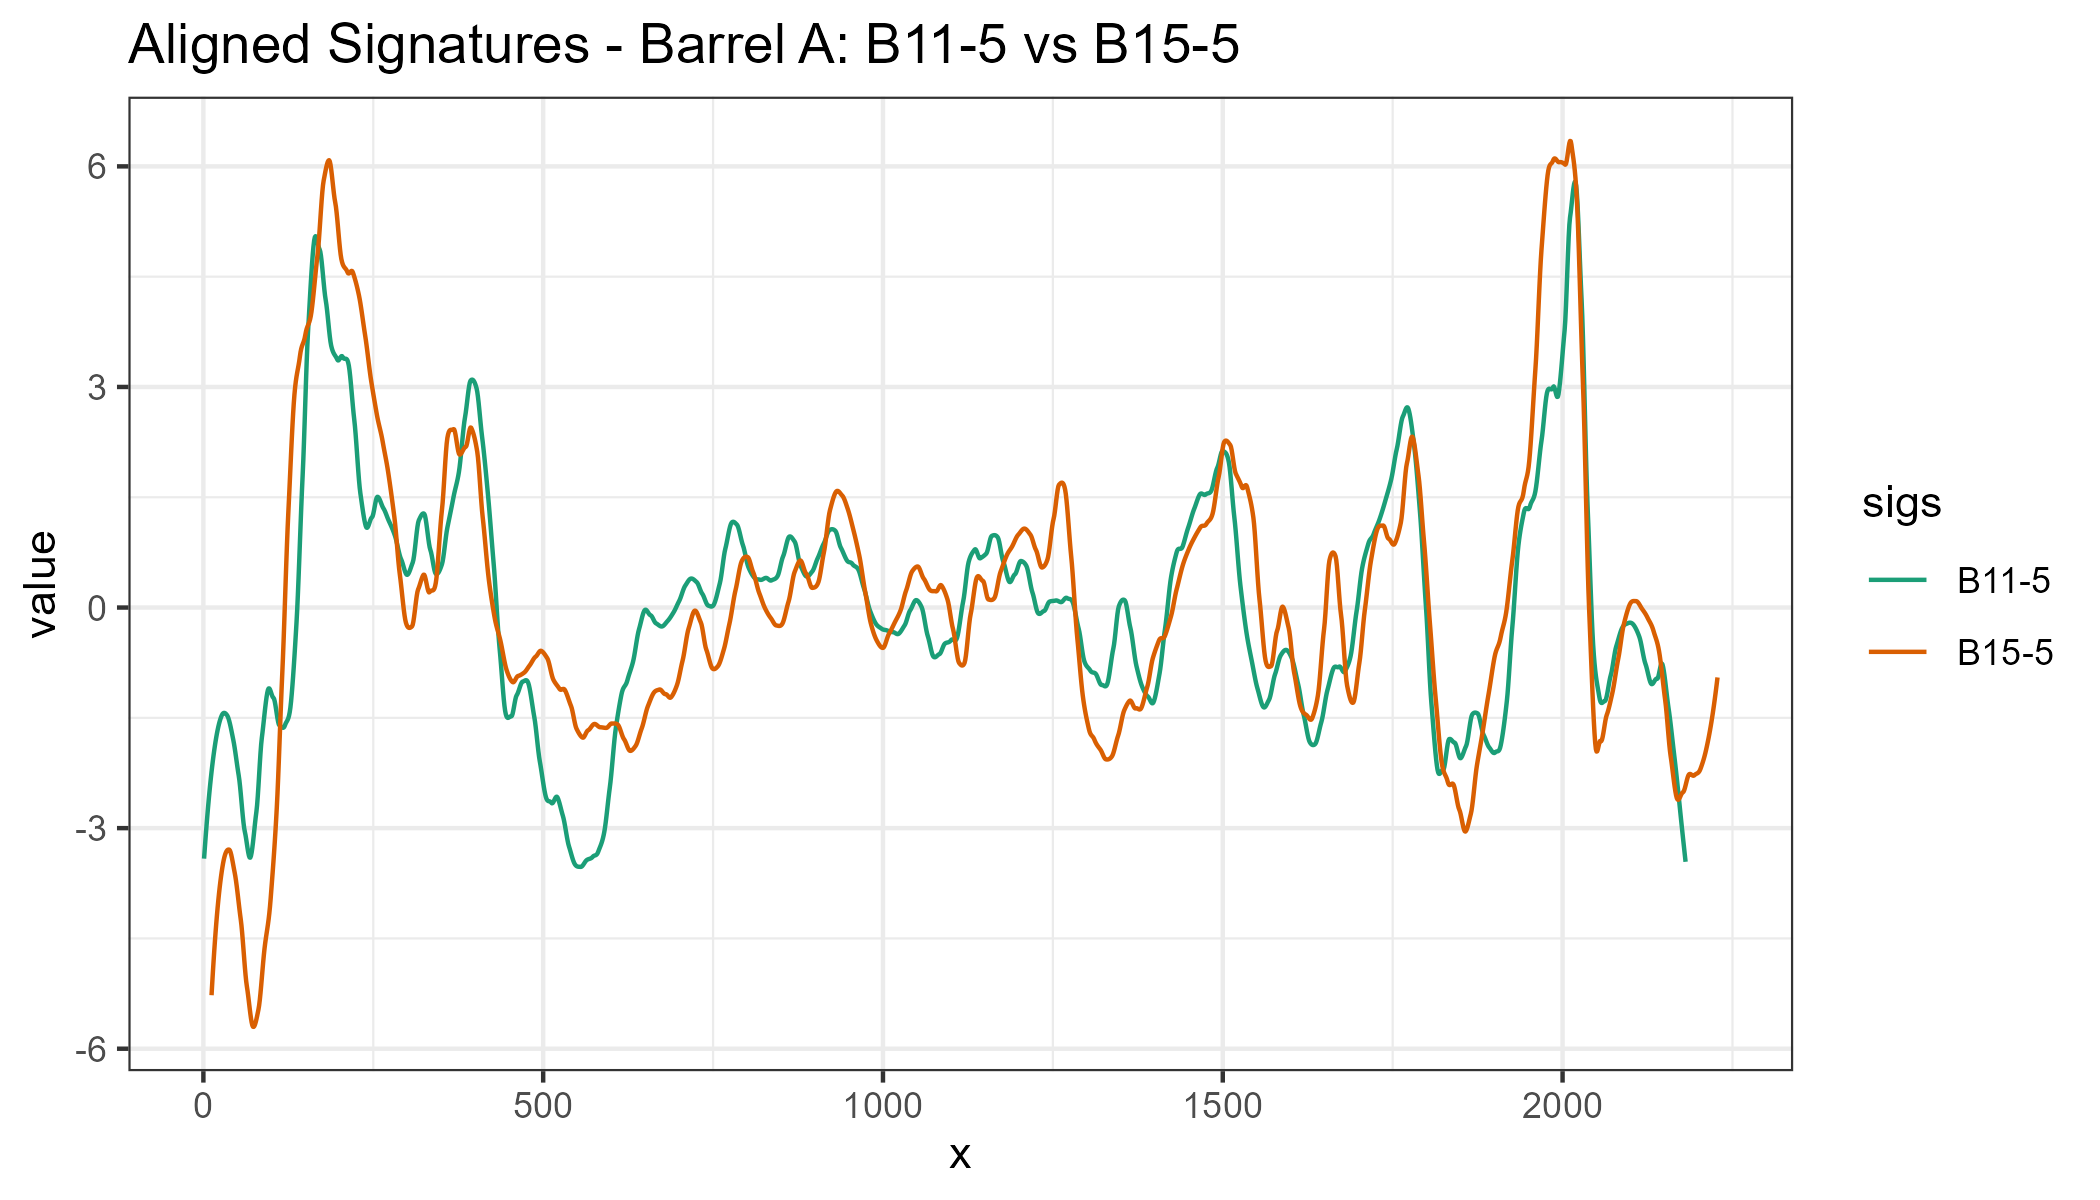 Aligned Signatures - Barrel A: B11-5 vs B15-5
value
6
3
0
-3
-6
0 500 1000 1500 2000
x
sigs
B11-5
B15-5